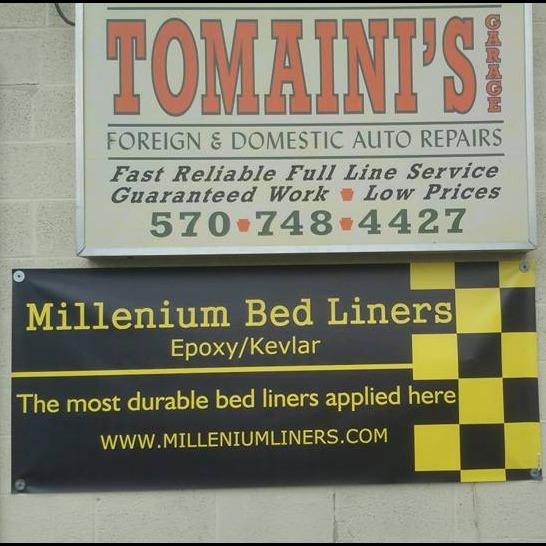 TOMAINI'S GARAGE
FOREIGN & DOMESTIC AUTO REPAIRS
Fast Reliable Full Line Service
Guaranteed Work Low Prices
570 748 4427
Millenium Bed Liners
Epoxy/Kevlar
The most durable bed liners applied here
WWW.MILLENIUMLINERS.COM